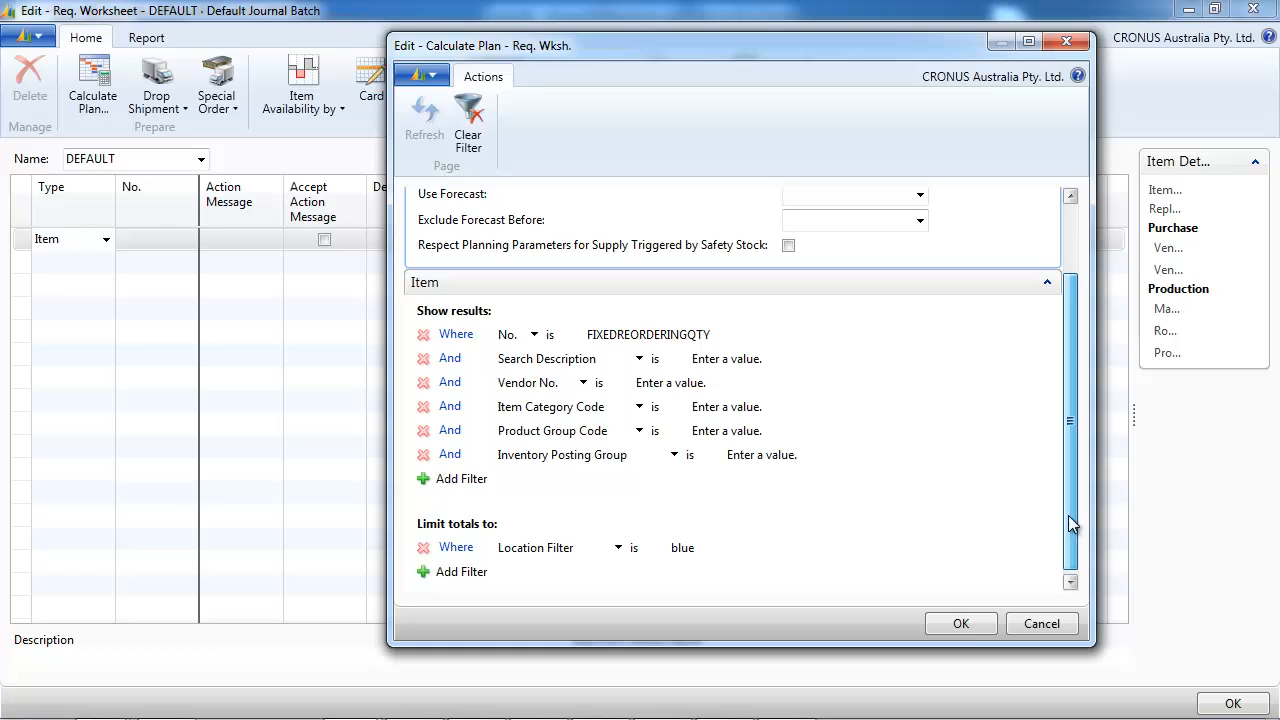 Edit - Req. Worksheet - DEFAULT · Default Journal Batch
Home
Report
CRONUS Australia Pty. Ltd.
Delete
Calculate Plan...
Drop Shipment
Special Order
Item Availability by
Card
Manage
Prepare
Name: DEFAULT
Type
No.
Action Message
Accept Action Message
De
Item
Description
OK
Edit - Calculate Plan - Req. Wksh.
Actions
CRONUS Australia Pty. Ltd.
Refresh
Clear Filter
Page
Use Forecast:
Exclude Forecast Before:
Respect Planning Parameters for Supply Triggered by Safety Stock:
Item
Show results:
Where No. is FIXEDREORDERINGQTY
And Search Description is Enter a value.
And Vendor No. is Enter a value.
And Item Category Code is Enter a value.
And Product Group Code is Enter a value.
And Inventory Posting Group is Enter a value.
Add Filter
Limit totals to:
Where Location Filter is blue
Add Filter
OK
Cancel
Item Det...
Item...
Repl...
Purchase
Ven...
Ven...
Production
Ma...
Ro...
Pro...